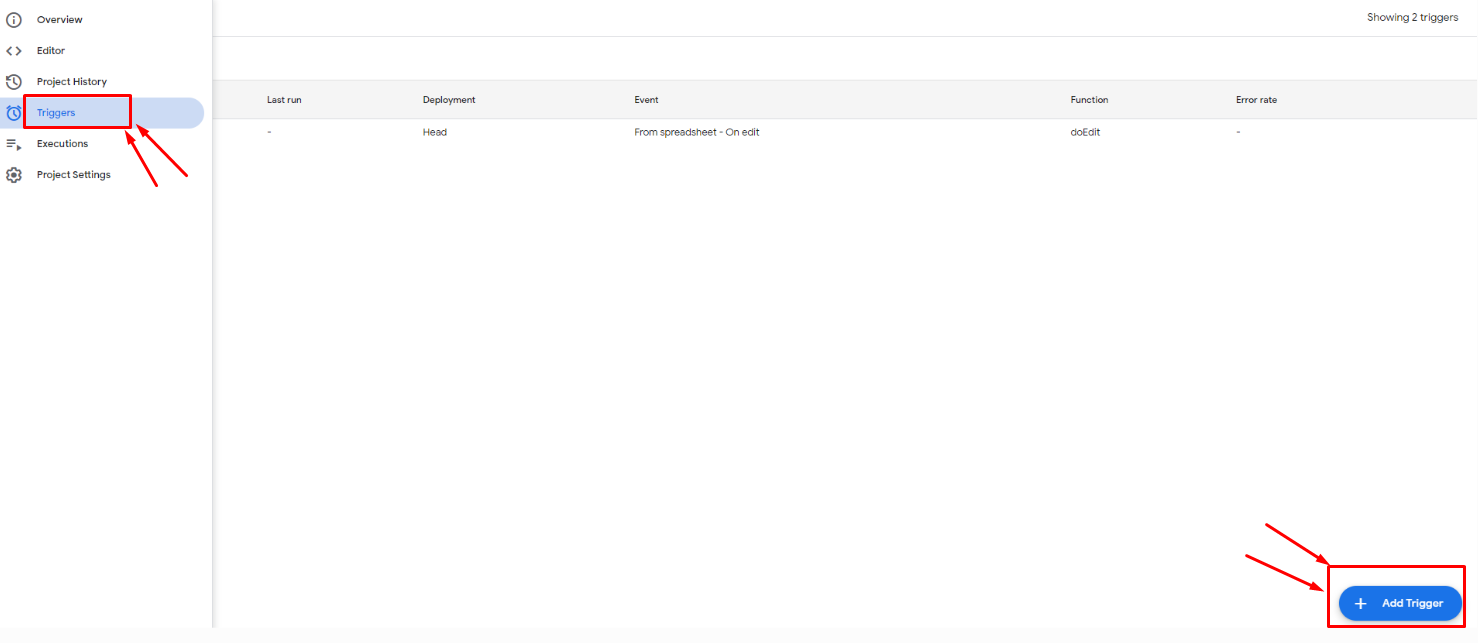 Overview
Editor
Project History
Triggers
Executions
Project Settings
Showing 2 triggers
Last run Deployment Event Function Error rate
- Head From spreadsheet - On edit doEdit -
+ Add Trigger